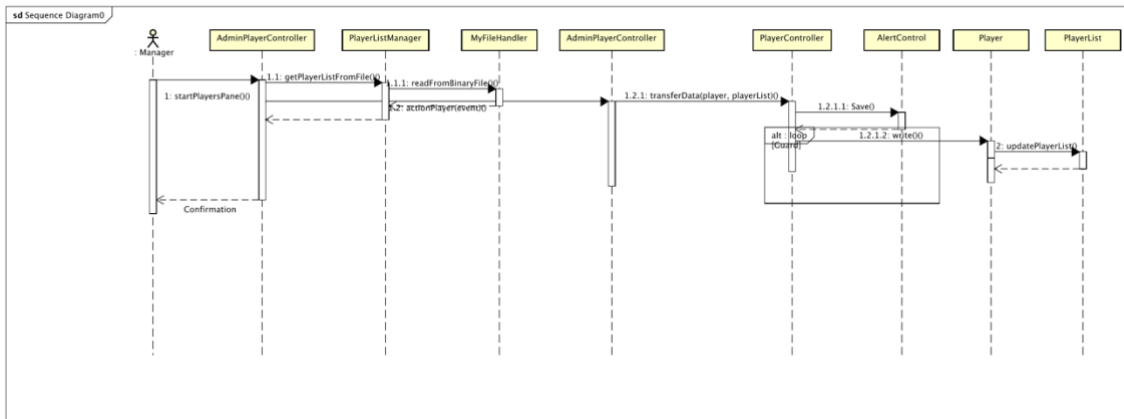 sd Sequence Diagram0
: Manager
AdminPlayerController
PlayerListManager
MyFileHandler
AdminPlayerController
PlayerController
AlertControl
Player
PlayerList
1: startPlayersPane()()
1.1: getPlayerListFromFile()()
1.1.1: readFromBinaryFile()()
1.2: actionPlayer(event)()
1.2.1: transferData(player, playerList)()
1.2.1.1: Save()
alt : loop
[Guard]
1.2.1.2: write()()
2: updatePlayerList()
Confirmation